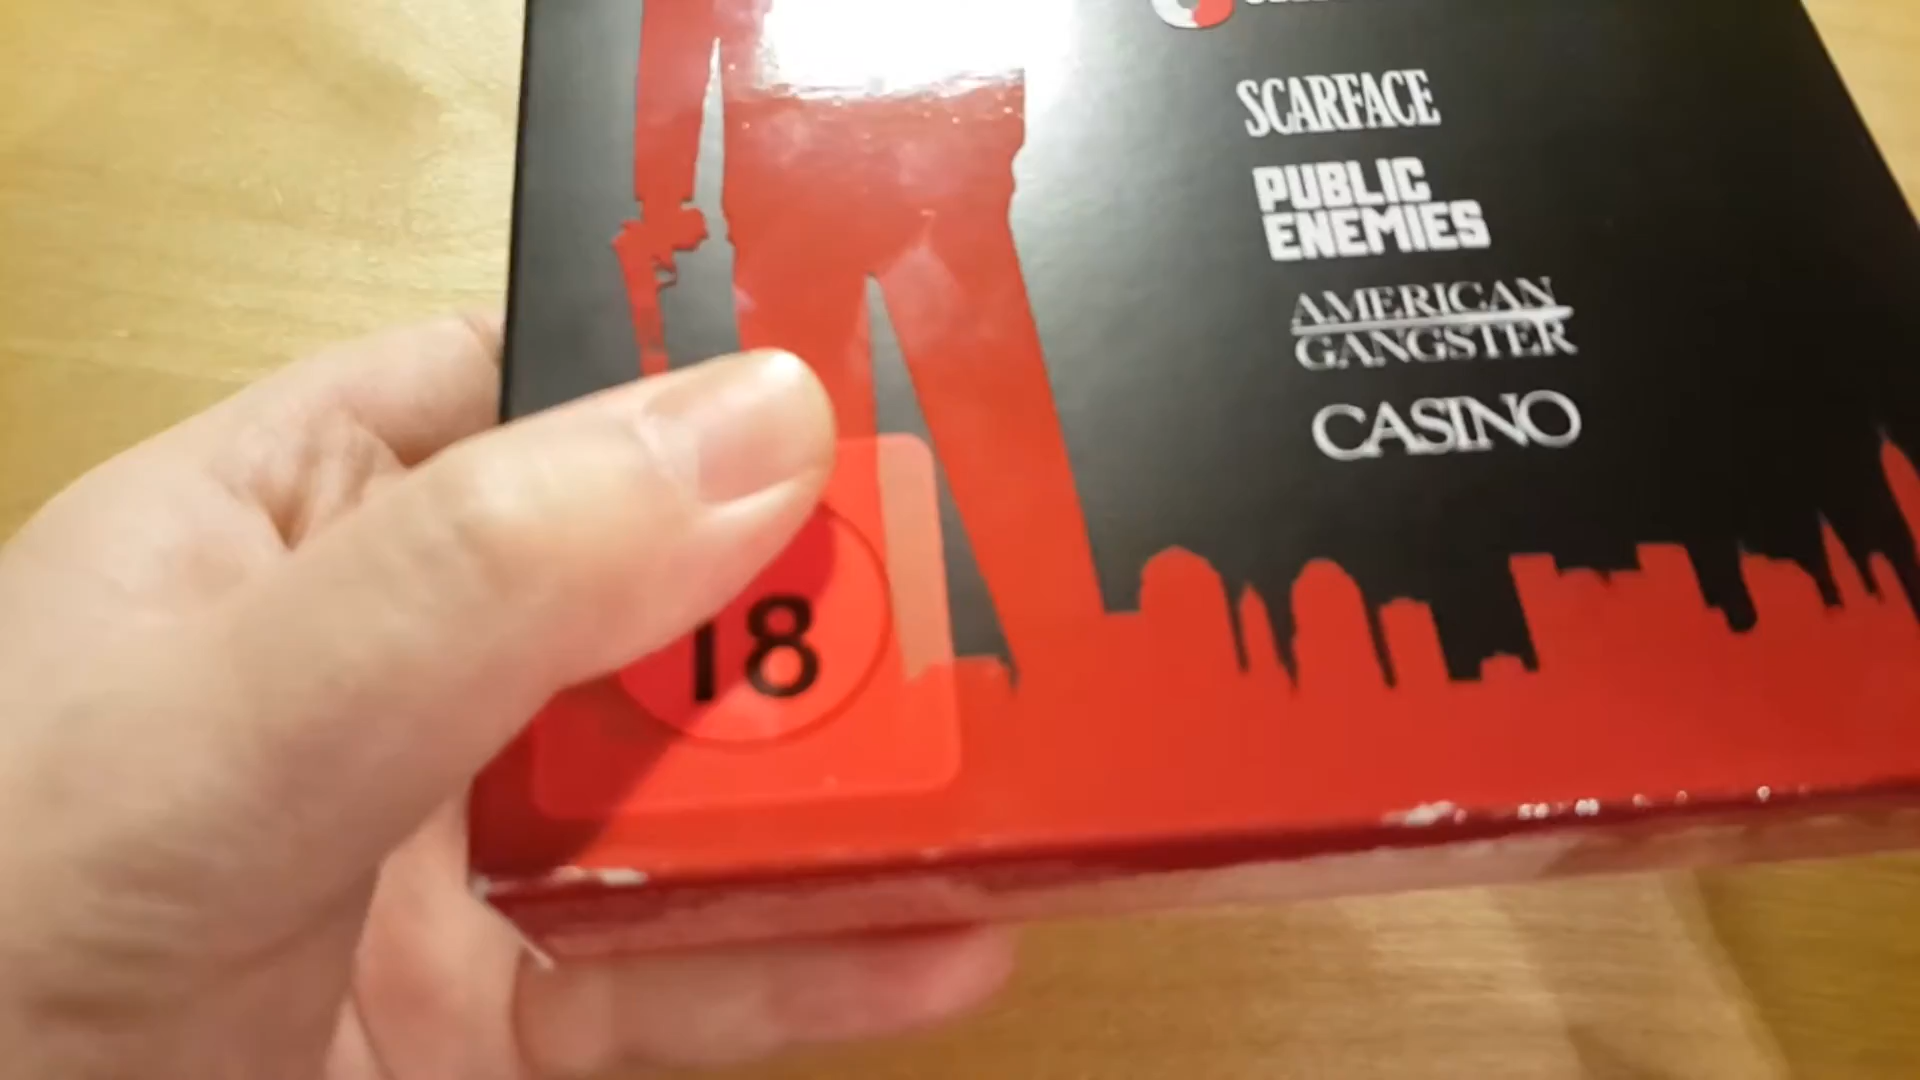 SCARFACE
PUBLIC
ENEMIES
AMERICAN
GANGSTER
CASINO
18